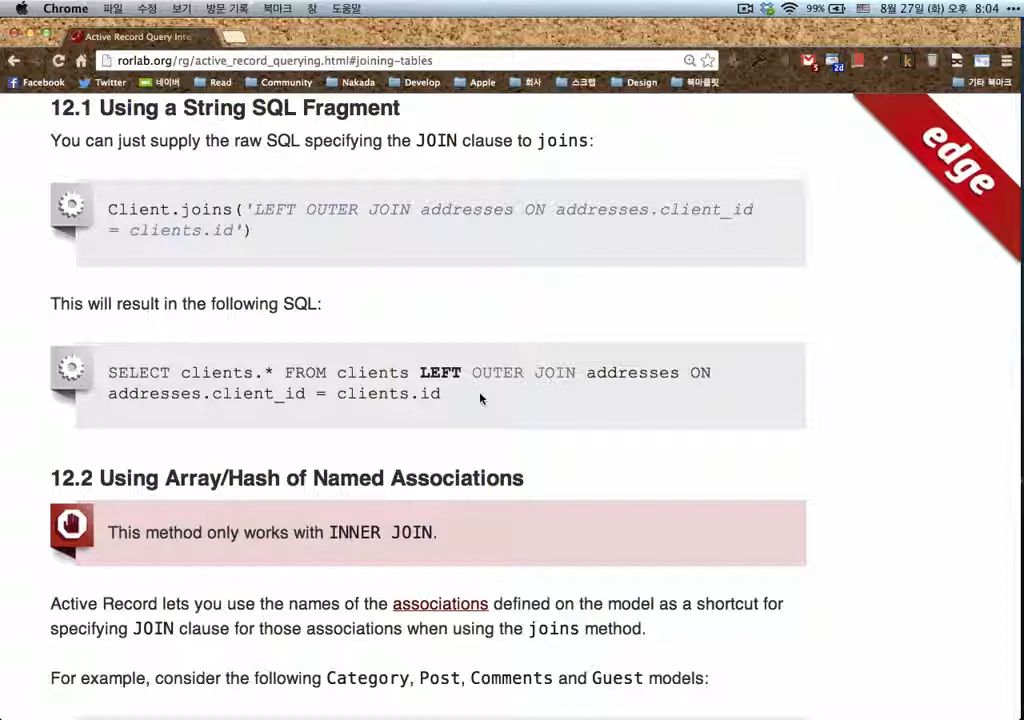 Chrome 파일 수정 보기 방문 기록 북마크 창 도움말 99% 8월 27일 (화) 오후 8:04
Active Record Query Inte
rorlab.org/rg/active_record_querying.html#joining-tables
5 2d k
Facebook Twitter 네이버 Read Community Nakada Develop Apple 회사 스크랩 Design 북마클릿 기타 북마크
edge
12.1 Using a String SQL Fragment
You can just supply the raw SQL specifying the JOIN clause to joins:
Client.joins('LEFT OUTER JOIN addresses ON addresses.client_id
= clients.id')
This will result in the following SQL:
SELECT clients.* FROM clients LEFT OUTER JOIN addresses ON
addresses.client_id = clients.id
12.2 Using Array/Hash of Named Associations
This method only works with INNER JOIN.
Active Record lets you use the names of the associations defined on the model as a shortcut for
specifying JOIN clause for those associations when using the joins method.
For example, consider the following Category, Post, Comments and Guest models: